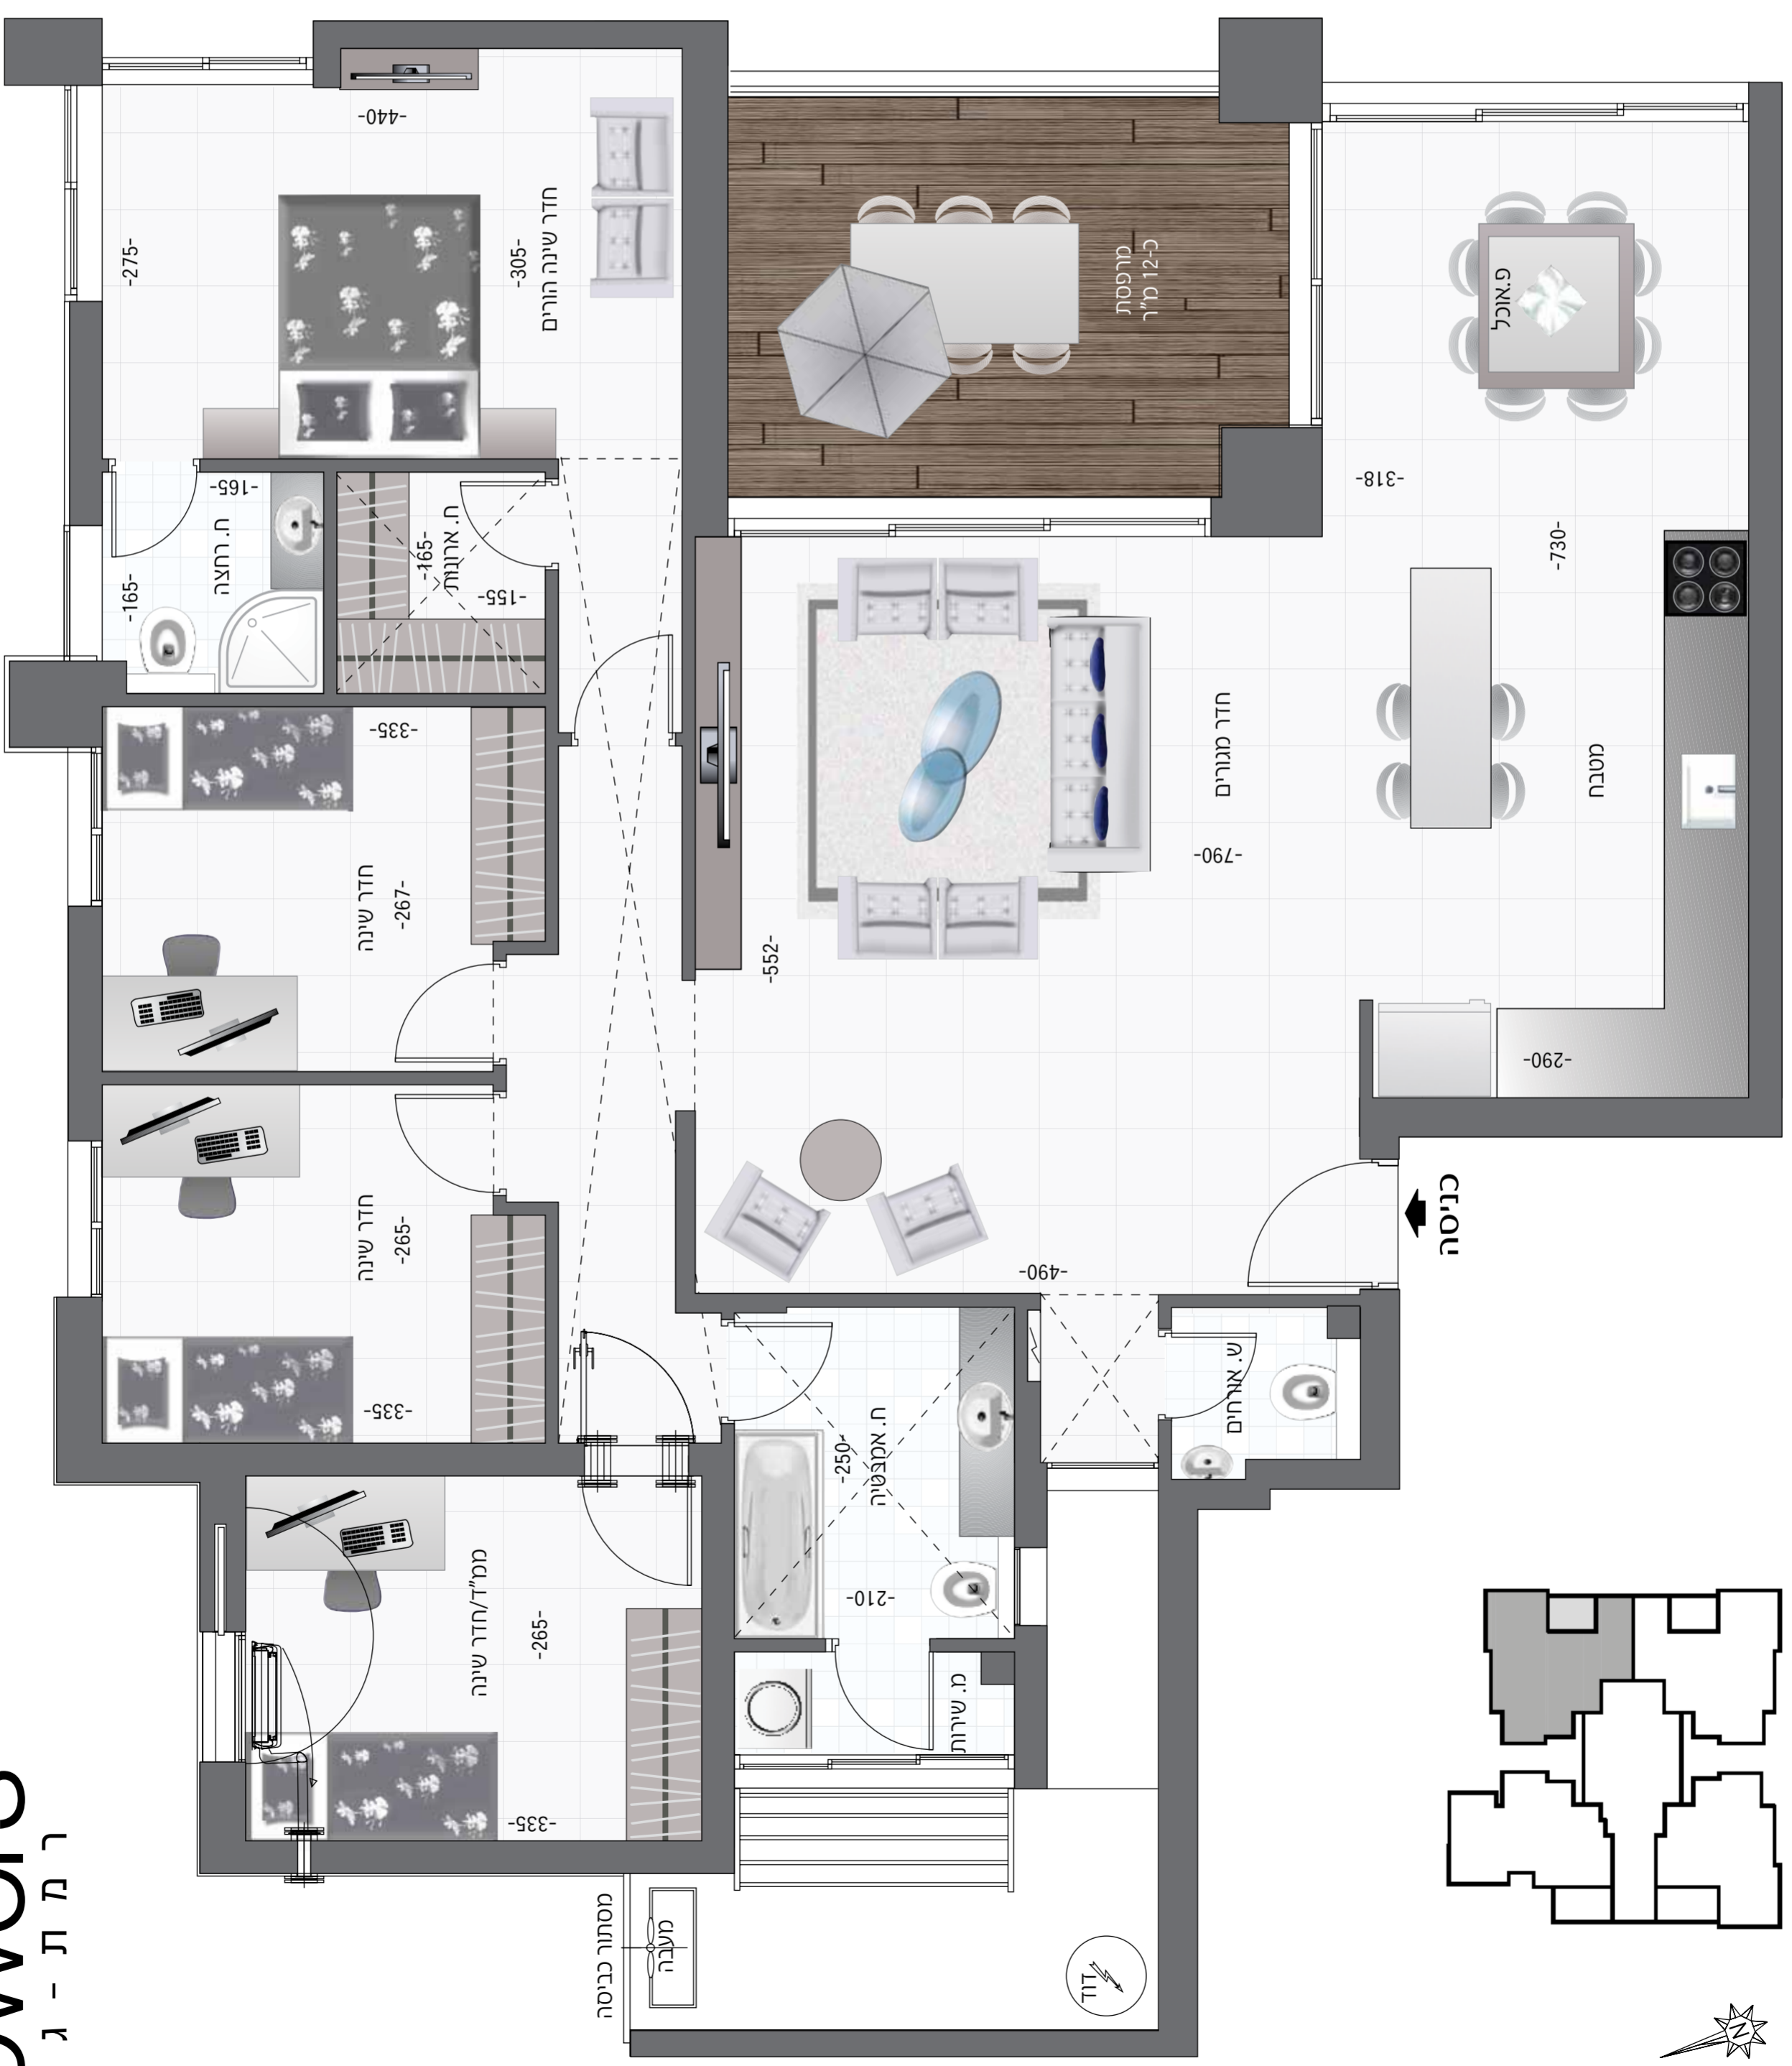 -440-
-275-
חדר שינה הורים
-305-
מרפסת
כ-12 מ"ר
פ.אוכל
-318-
-730-
-165-
ח. רחצה
-165-
ח. ארונות
-165-
-155-
חדר מגורים
-790-
מטבח
-335-
חדר שינה
-267-
-552-
-290-
כניסה
חדר שינה
-265-
-335-
-490-
ש. אורחים
ח. אמבטיה
-250-
-210-
ממ"ד/חדר שינה
-265-
-335-
מ. שירות
מסתור כביסה
מעבה
דוד
N
רמת-ג